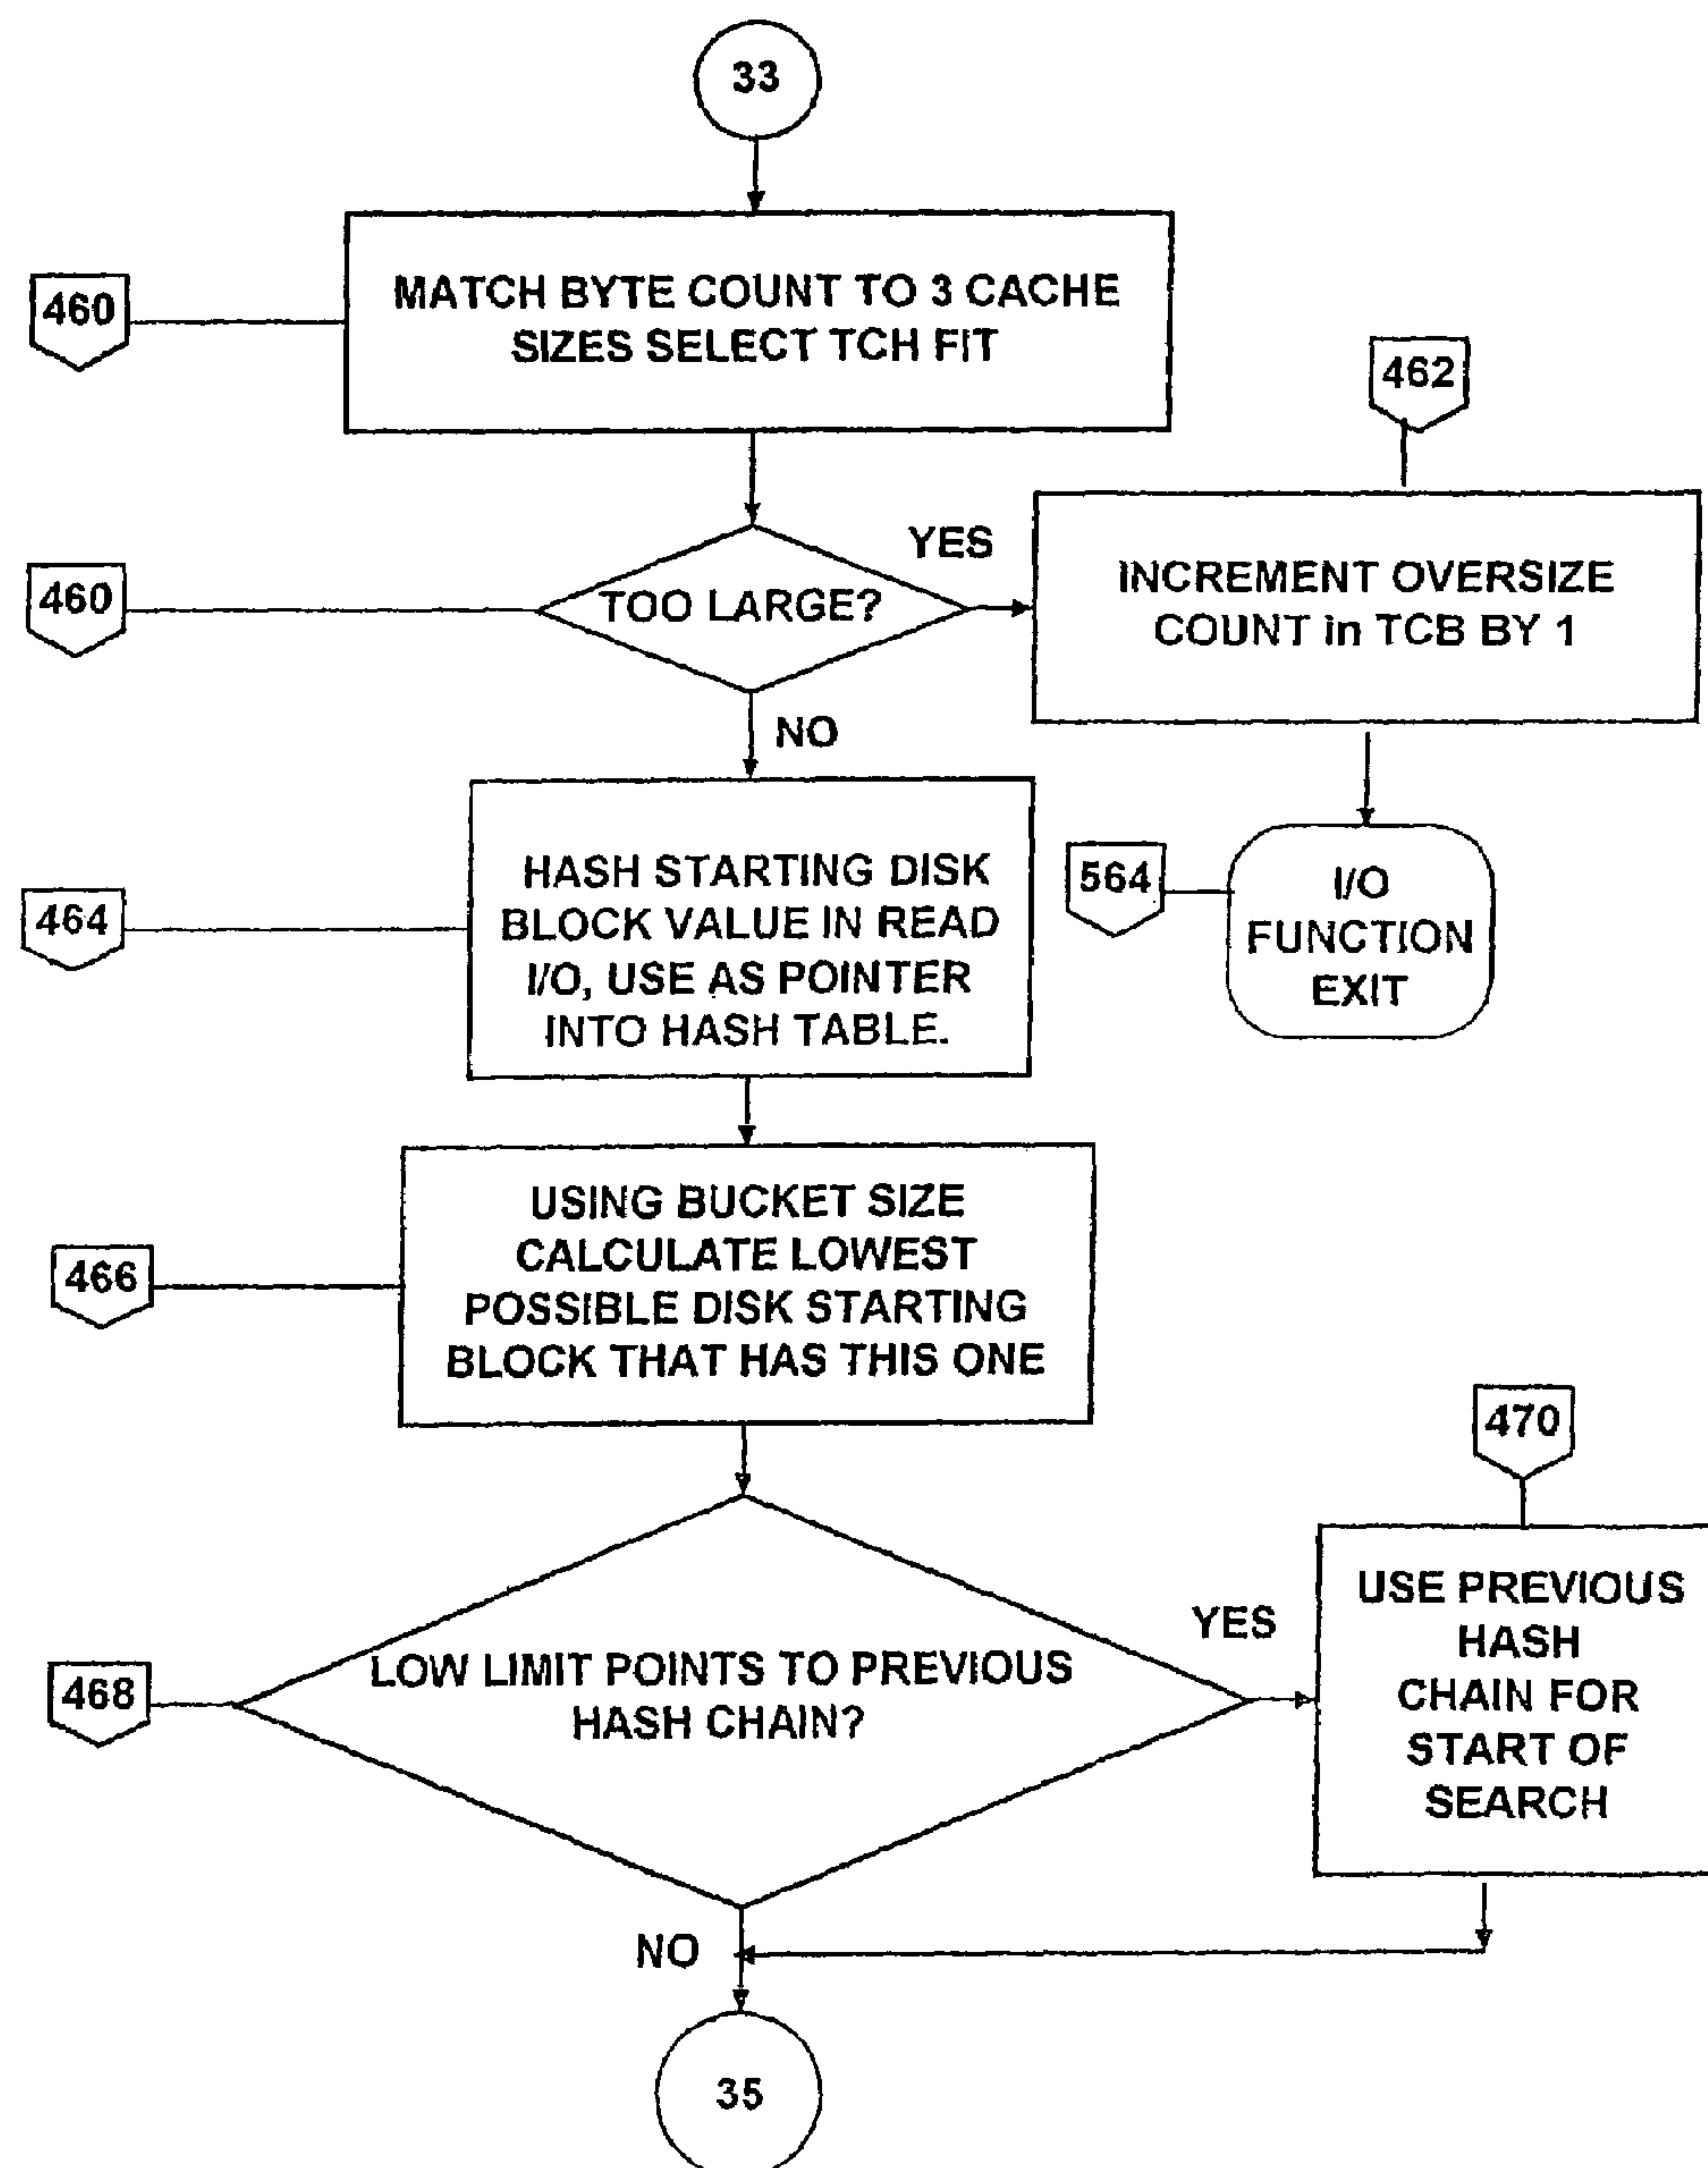 33
460
MATCH BYTE COUNT TO 3 CACHE
SIZES SELECT TCH FIT
462
460
TOO LARGE?
YES
INCREMENT OVERSIZE
COUNT in TCB BY 1
NO
564
I/O
FUNCTION
EXIT
464
HASH STARTING DISK
BLOCK VALUE IN READ
I/O, USE AS POINTER
INTO HASH TABLE.
466
USING BUCKET SIZE
CALCULATE LOWEST
POSSIBLE DISK STARTING
BLOCK THAT HAS THIS ONE
470
468
LOW LIMIT POINTS TO PREVIOUS
HASH CHAIN?
YES
USE PREVIOUS
HASH
CHAIN FOR
START OF
SEARCH
NO
35